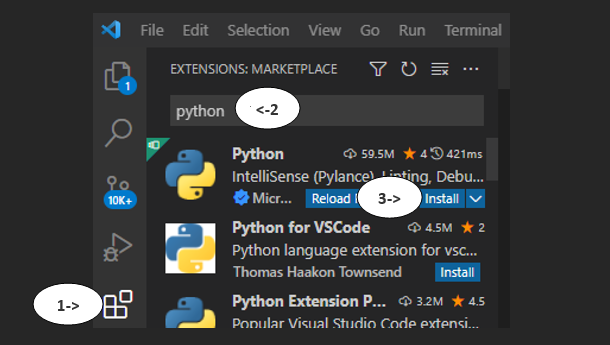 File Edit Selection View Go Run Terminal
EXTENSIONS: MARKETPLACE
1
python <-2
Python 59.5M 4 421ms
IntelliSense (Pylance), Linting, Debu...
Micr... Reload 3-> Install
10K+
Python for VSCode 4.5M 2
Python language extension for vsc...
Thomas Haakon Townsend Install
1->
Python Extension P... 3.2M 4.5
Popular Visual Studio Code extensi...